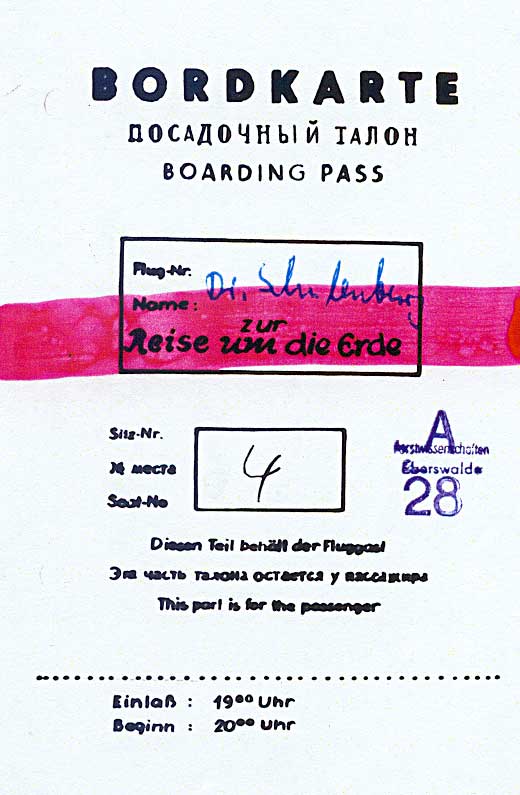 BORDKARTE
ПОСАДОЧНЫЙ ТАЛОН
BOARDING PASS
Flug-Nr.
Name: Dr.
zur
Reise um die Erde
Sitz-Nr.
№ места
Seat-No
4
A
Forstwissenschaften
Eberswalde
28
Diesen Teil behält der Fluggast
Эта часть талона остается у пассажира
This part is for the passenger
Einlaß : 19⁰⁰ Uhr
Beginn : 20⁰⁰ Uhr